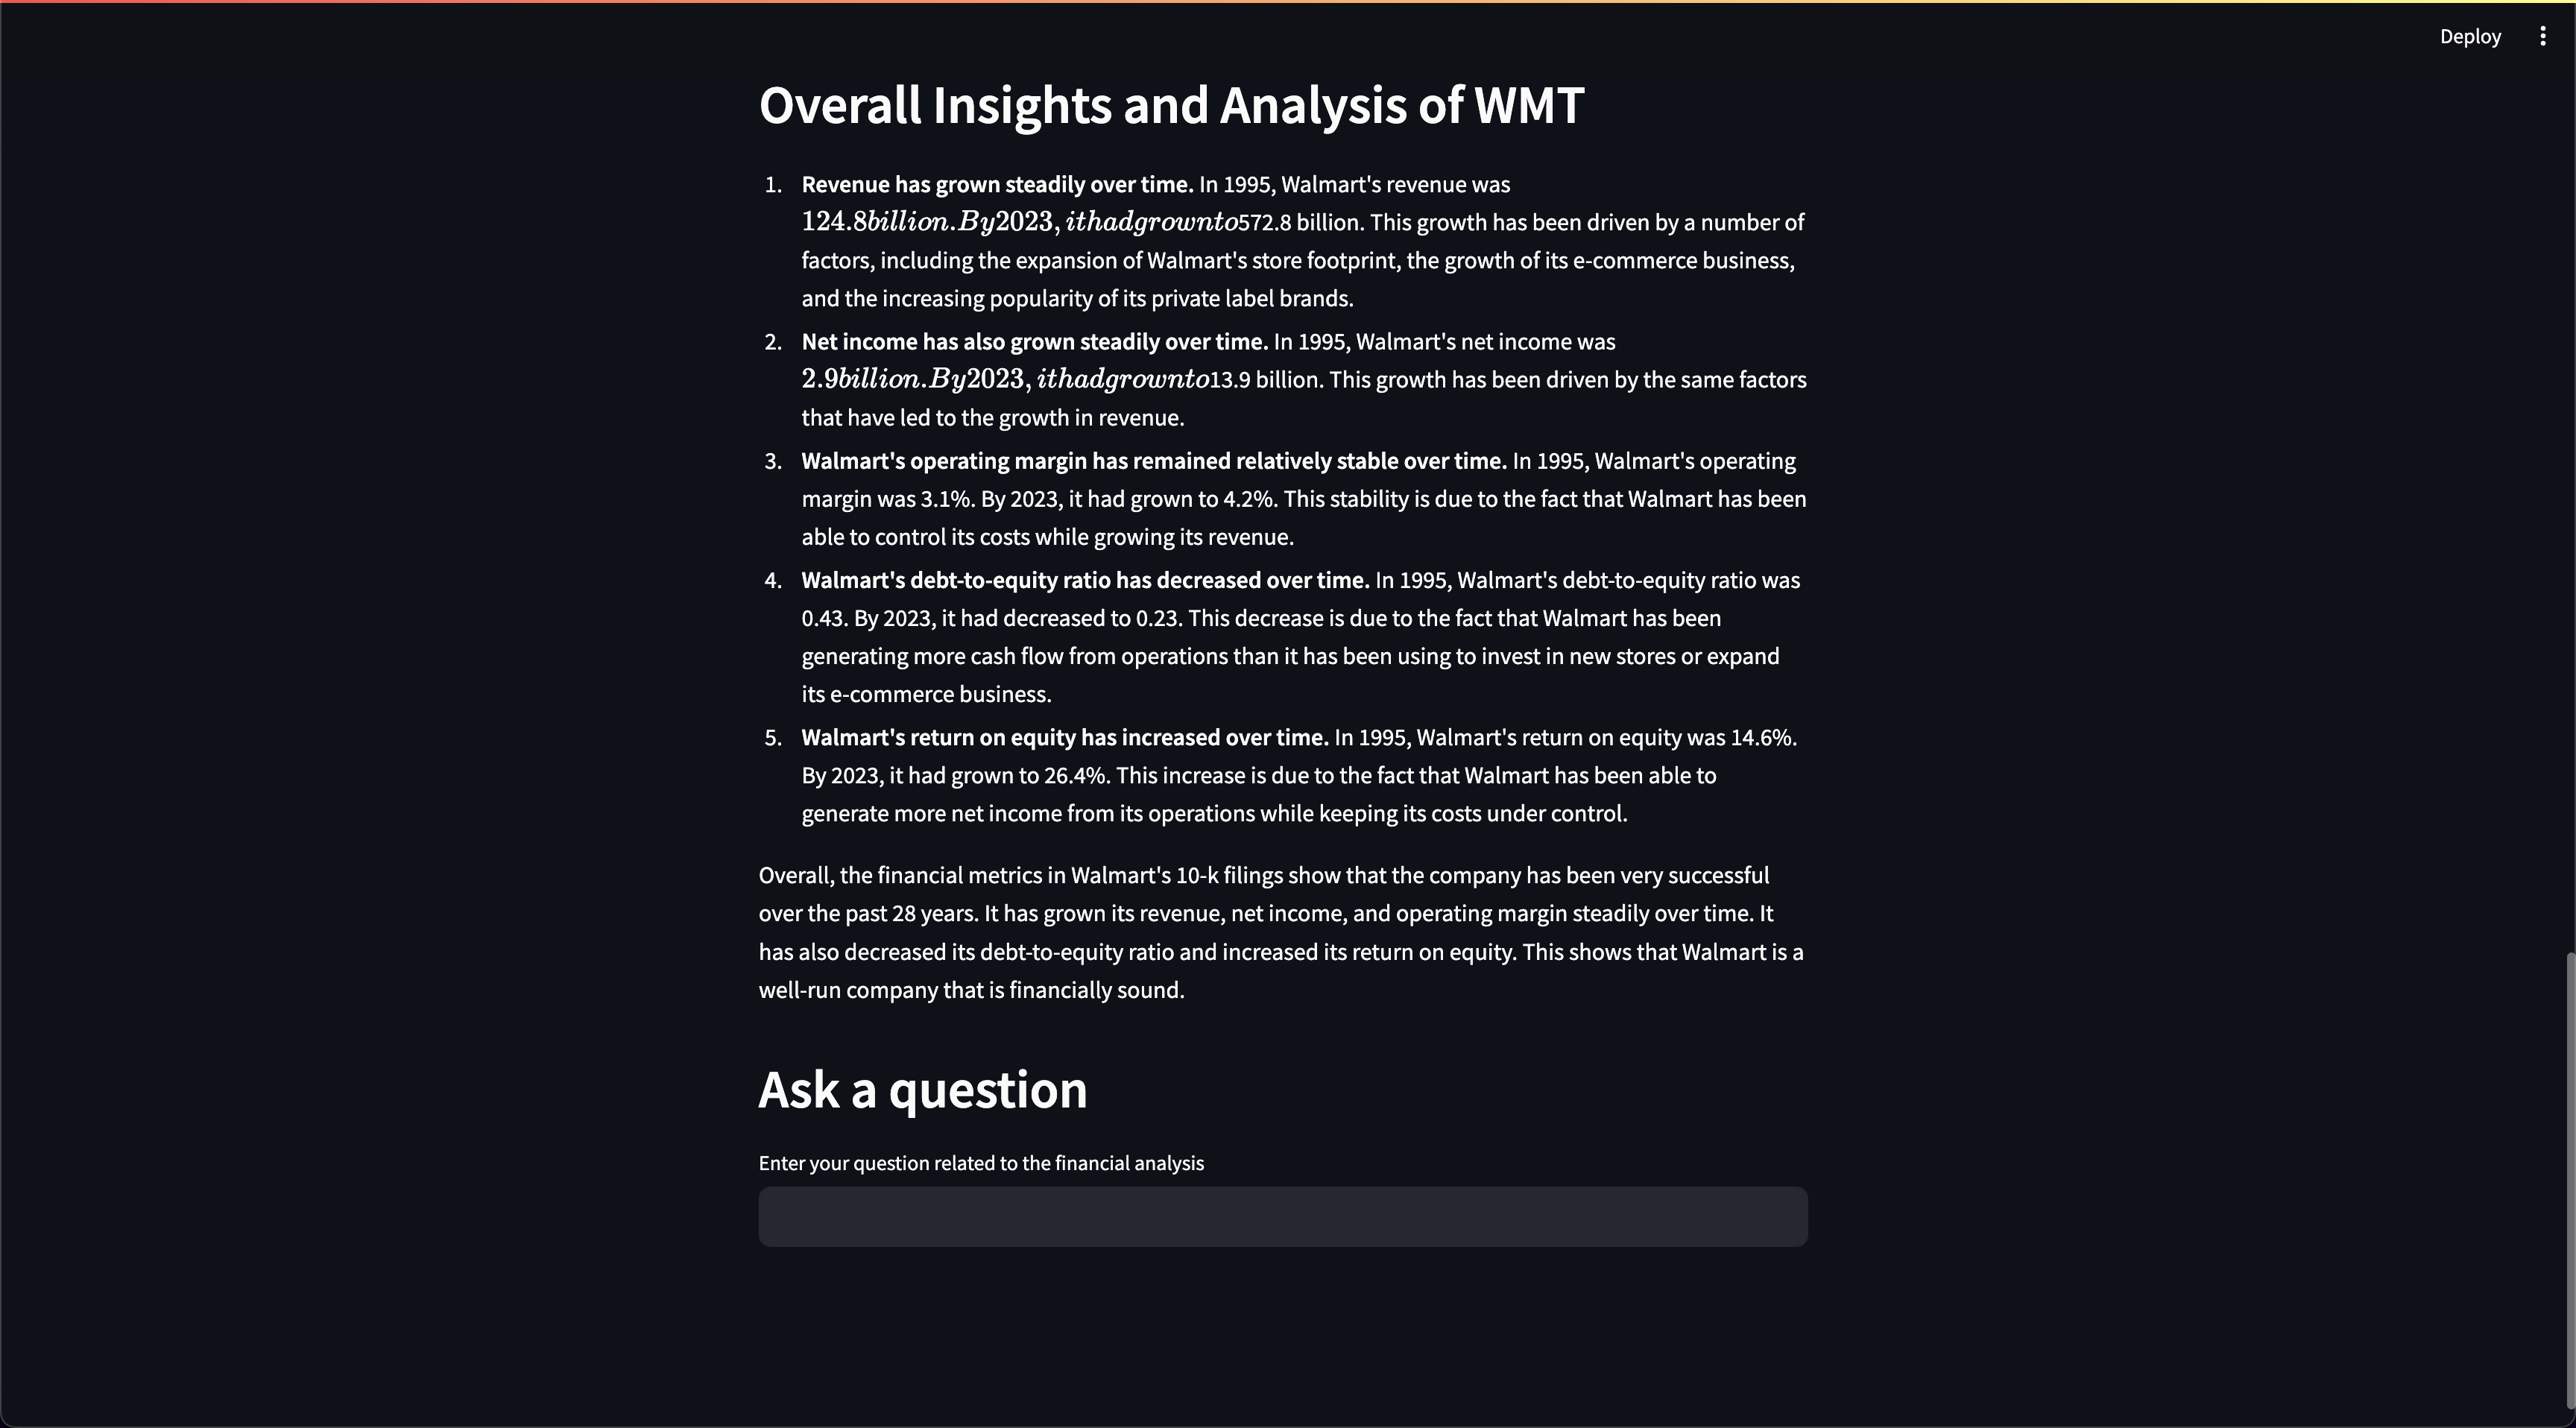 Deploy
Overall Insights and Analysis of WMT
1. Revenue has grown steadily over time. In 1995, Walmart's revenue was
124.8billion.By2023,ithadgrownto572.8 billion. This growth has been driven by a number of
factors, including the expansion of Walmart's store footprint, the growth of its e-commerce business,
and the increasing popularity of its private label brands.
2. Net income has also grown steadily over time. In 1995, Walmart's net income was
2.9billion.By2023,ithadgrownto13.9 billion. This growth has been driven by the same factors
that have led to the growth in revenue.
3. Walmart's operating margin has remained relatively stable over time. In 1995, Walmart's operating
margin was 3.1%. By 2023, it had grown to 4.2%. This stability is due to the fact that Walmart has been
able to control its costs while growing its revenue.
4. Walmart's debt-to-equity ratio has decreased over time. In 1995, Walmart's debt-to-equity ratio was
0.43. By 2023, it had decreased to 0.23. This decrease is due to the fact that Walmart has been
generating more cash flow from operations than it has been using to invest in new stores or expand
its e-commerce business.
5. Walmart's return on equity has increased over time. In 1995, Walmart's return on equity was 14.6%.
By 2023, it had grown to 26.4%. This increase is due to the fact that Walmart has been able to
generate more net income from its operations while keeping its costs under control.
Overall, the financial metrics in Walmart's 10-k filings show that the company has been very successful
over the past 28 years. It has grown its revenue, net income, and operating margin steadily over time. It
has also decreased its debt-to-equity ratio and increased its return on equity. This shows that Walmart is a
well-run company that is financially sound.
Ask a question
Enter your question related to the financial analysis